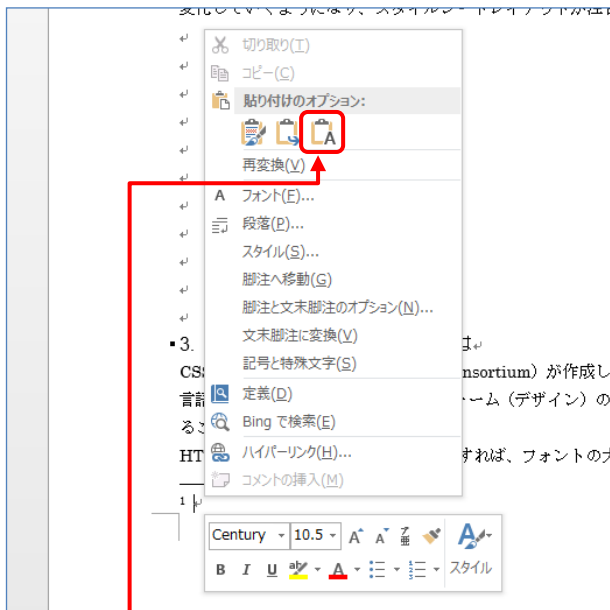 切り取り(T)
コピー(C)
貼り付けのオプション:
再変換(V)
A フォント(F)...
段落(P)...
スタイル(S)...
脚注へ移動(G)
脚注と文末脚注のオプション(N)...
文末脚注に変換(V)
・3.
記号と特殊文字(S)
CSS nsortium）が作成し
定義(D)
言語 ーム（デザイン）の
Bing で検索(E)
るこ
ハイパーリンク(H)...
HT すれば、フォントの大
コメントの挿入(M)
1
Century 10.5 A A ア亜 A
B I U aby A スタイル